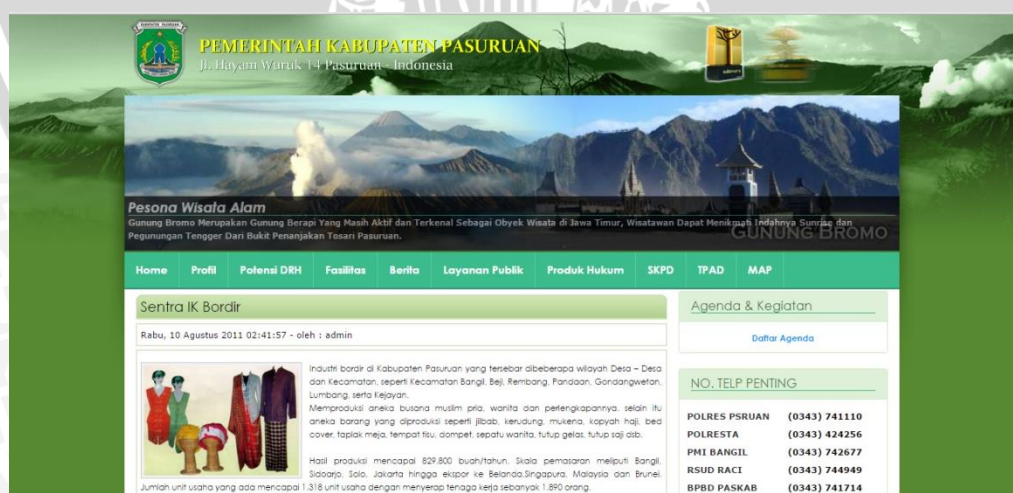 PEMERINTAH KABUPATEN PASURUAN
Jl. Hayam Wuruk 14 Pasuruan - Indonesia
Pesona Wisata Alam
Gunung Bromo Merupakan Gunung Berapi Yang Masih Aktif dan Terkenal Sebagai Obyek Wisata di Jawa Timur, Wisatawan Dapat Menikmati Indahnya Sunrise dan
Pegunungan Tengger Dari Bukit Penanjakan Tosari Pasuruan.
GUNUNG BROMO
Home Profil Potensi DRH Fasilitas Berita Layanan Publik Produk Hukum SKPD TPAD MAP
Sentra IK Bordir
Rabu, 10 Agustus 2011 02:41:57 - oleh : admin
Industri bordir di Kabupaten Pasuruan yang tersebar dibeberapa wilayah Desa – Desa
dan Kecamatan, seperti Kecamatan Bangil, Beji, Rembang, Pandaan, Gondangwetan,
Lumbang, serta Kejayan.
Memproduksi aneka busana muslim pria, wanita dan perlengkapannya, selain itu
aneka barang yang diproduksi seperti jilbab, kerudung, mukena, kopyah haji, bed
cover, taplak meja, tempat tisu, dompet, sepatu wanita, tutup gelas, tutup saji dsb.
Hasil produksi mencapai 829.800 buah/tahun. Skala pemasaran meliputi Bangil,
Sidoarjo, Solo, Jakarta hingga ekspor ke Belanda,Singapura, Malaysia dan Brunei.
Jumlah unit usaha yang ada mencapai 1.318 unit usaha dengan menyerap tenaga kerja sebanyak 1.890 orang.
Agenda & Kegiatan
Daftar Agenda
NO. TELP PENTING
POLRES PSRUAN (0343) 741110
POLRESTA (0343) 424256
PMI BANGIL (0343) 742677
RSUD RACI (0343) 744949
BPBD PASKAB (0343) 741714